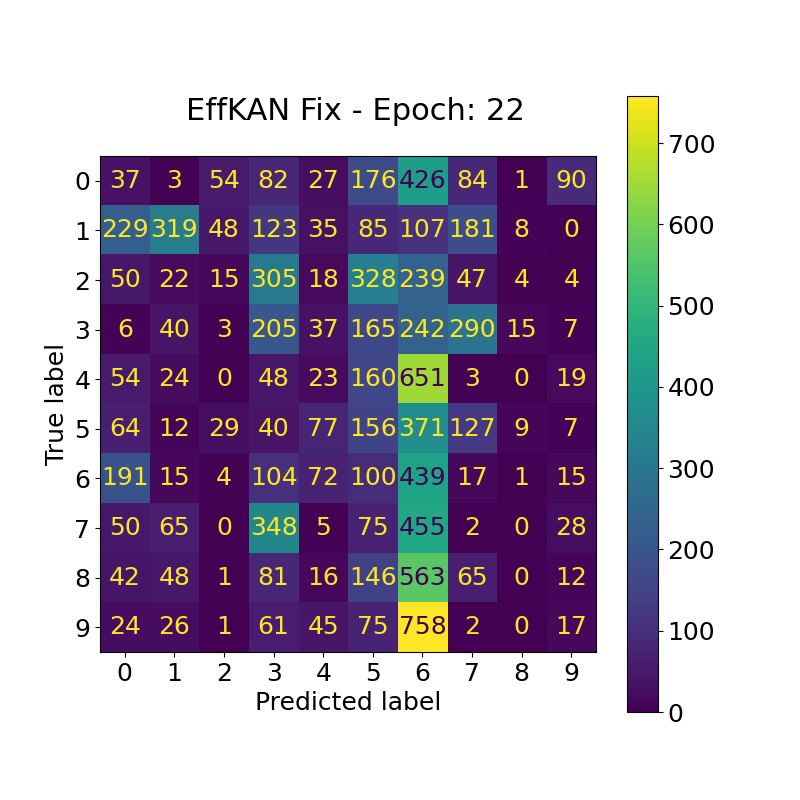 EffKAN Fix - Epoch: 22
True label
0 37 3 54 82 27 176 426 84 1 90
1 229 319 48 123 35 85 107 181 8 0
2 50 22 15 305 18 328 239 47 4 4
3 6 40 3 205 37 165 242 290 15 7
4 54 24 0 48 23 160 651 3 0 19
5 64 12 29 40 77 156 371 127 9 7
6 191 15 4 104 72 100 439 17 1 15
7 50 65 0 348 5 75 455 2 0 28
8 42 48 1 81 16 146 563 65 0 12
9 24 26 1 61 45 75 758 2 0 17
0 1 2 3 4 5 6 7 8 9
Predicted label
700
600
500
400
300
200
100
0